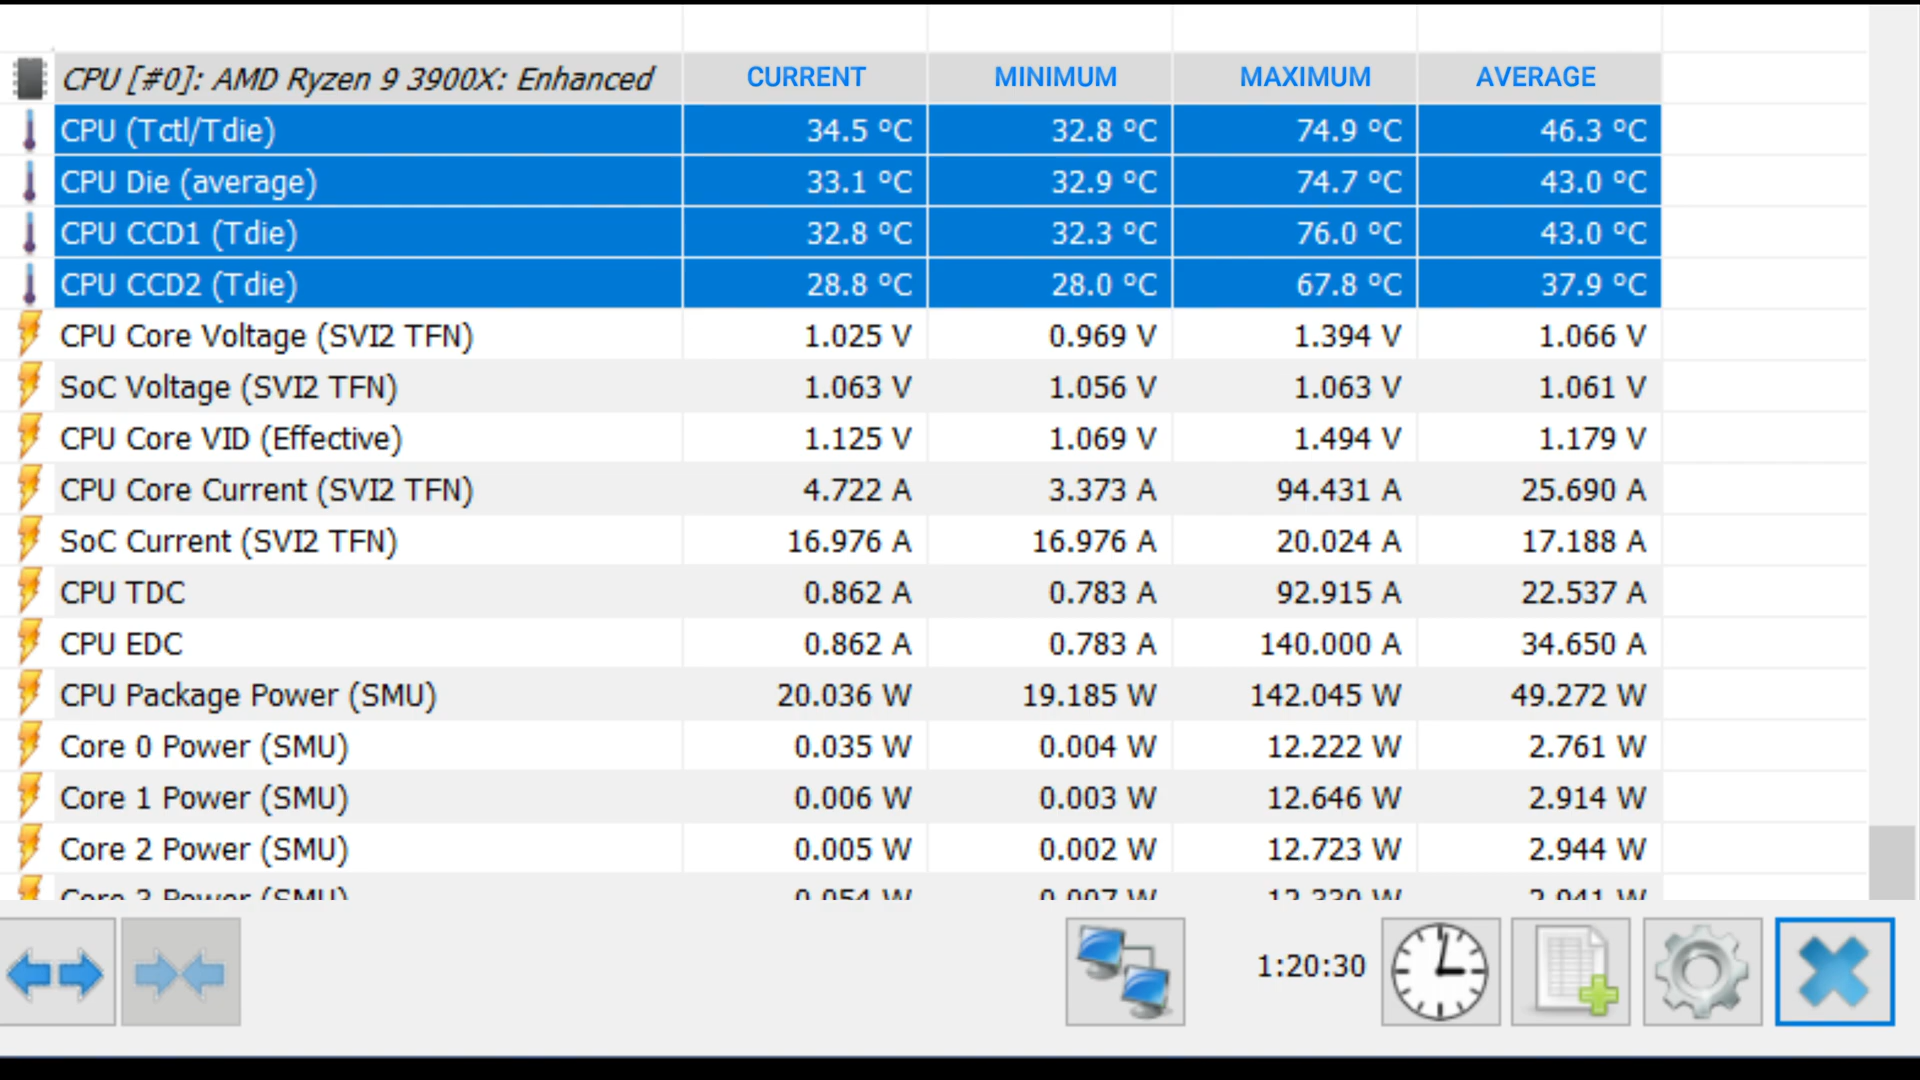 CPU [#0]: AMD Ryzen 9 3900X: Enhanced CURRENT MINIMUM MAXIMUM AVERAGE
CPU (Tctl/Tdie) 34.5 °C 32.8 °C 74.9 °C 46.3 °C
CPU Die (average) 33.1 °C 32.9 °C 74.7 °C 43.0 °C
CPU CCD1 (Tdie) 32.8 °C 32.3 °C 76.0 °C 43.0 °C
CPU CCD2 (Tdie) 28.8 °C 28.0 °C 67.8 °C 37.9 °C
CPU Core Voltage (SVI2 TFN) 1.025 V 0.969 V 1.394 V 1.066 V
SoC Voltage (SVI2 TFN) 1.063 V 1.056 V 1.063 V 1.061 V
CPU Core VID (Effective) 1.125 V 1.069 V 1.494 V 1.179 V
CPU Core Current (SVI2 TFN) 4.722 A 3.373 A 94.431 A 25.690 A
SoC Current (SVI2 TFN) 16.976 A 16.976 A 20.024 A 17.188 A
CPU TDC 0.862 A 0.783 A 92.915 A 22.537 A
CPU EDC 0.862 A 0.783 A 140.000 A 34.650 A
CPU Package Power (SMU) 20.036 W 19.185 W 142.045 W 49.272 W
Core 0 Power (SMU) 0.035 W 0.004 W 12.222 W 2.761 W
Core 1 Power (SMU) 0.006 W 0.003 W 12.646 W 2.914 W
Core 2 Power (SMU) 0.005 W 0.002 W 12.723 W 2.944 W
1:20:30